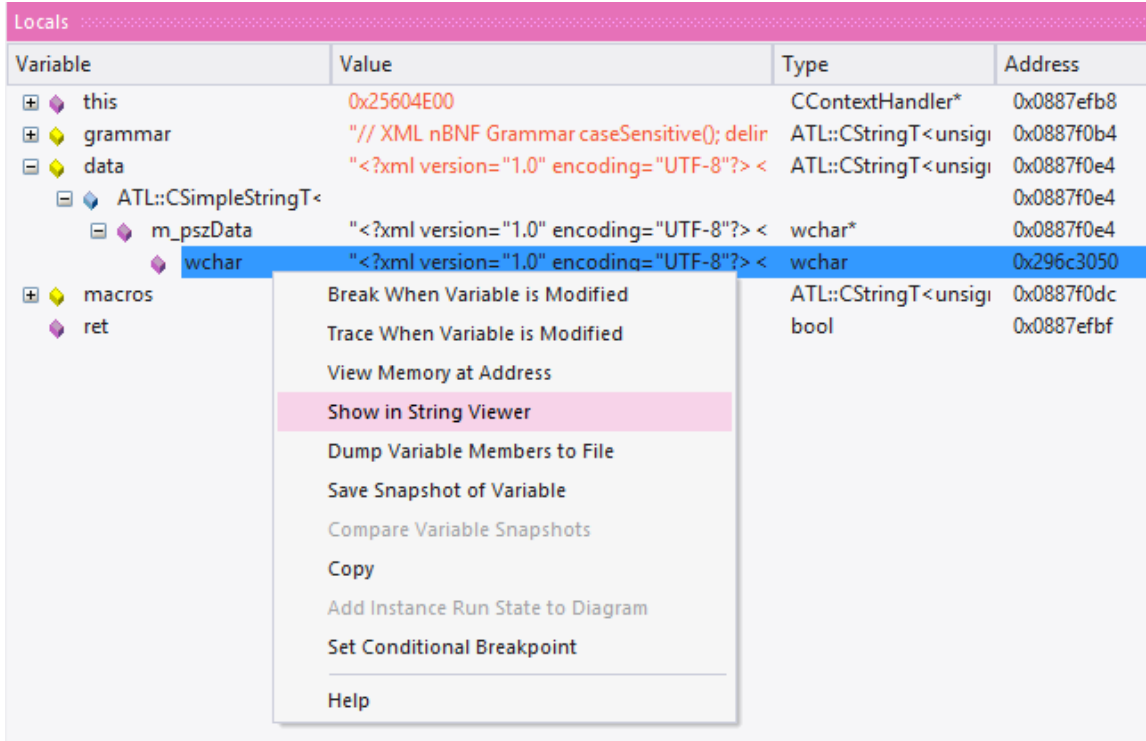 Locals
Variable Value Type Address
this 0x25604E00 CContextHandler* 0x0887efb8
grammar "// XML nBNF Grammar caseSensitive(); delin ATL::CStringT<unsign 0x0887f0b4
data "<?xml version="1.0" encoding="UTF-8"?> < ATL::CStringT<unsign 0x0887f0e4
ATL::CSimpleStringT< 0x0887f0e4
m_pszData "<?xml version="1.0" encoding="UTF-8"?> < wchar* 0x0887f0e4
wchar "<?xml version="1.0" encoding="UTF-8"?> < wchar 0x296c3050
macros ATL::CStringT<unsign 0x0887f0dc
ret bool 0x0887efbf
Break When Variable is Modified
Trace When Variable is Modified
View Memory at Address
Show in String Viewer
Dump Variable Members to File
Save Snapshot of Variable
Compare Variable Snapshots
Copy
Add Instance Run State to Diagram
Set Conditional Breakpoint
Help